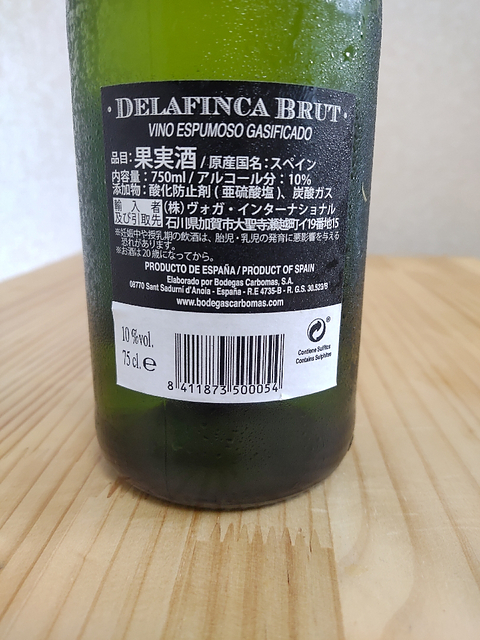 · DELAFINCA BRUT ·
VINO ESPUMOSO GASIFICADO
品目:果実酒/原産国名:スペイン
内容量:750ml/アルコール分:10%
添加物:酸化防止剤(亜硫酸塩)、炭酸ガス
輸入者及び引取先 (株)ヴォガ・インターナショナル
石川県加賀市大聖寺瀬越町イ19番地15
※妊娠中や授乳期の飲酒は、胎児・乳児の発育に悪影響を与える
恐れがあります。
※お酒は20歳になってから。
PRODUCTO DE ESPAÑA / PRODUCT OF SPAIN
Elaborado por Bodegas Carbomas, S.A.
08770 Sant Sadurní d'Anoia - España - R.E 4735-B - R. G.S. 30.529/B
www.bodegascarbomas.com
10 %vol.
75 cl. e
8 411873 500054
®
Contiene Sulfitos
Contains Sulphites